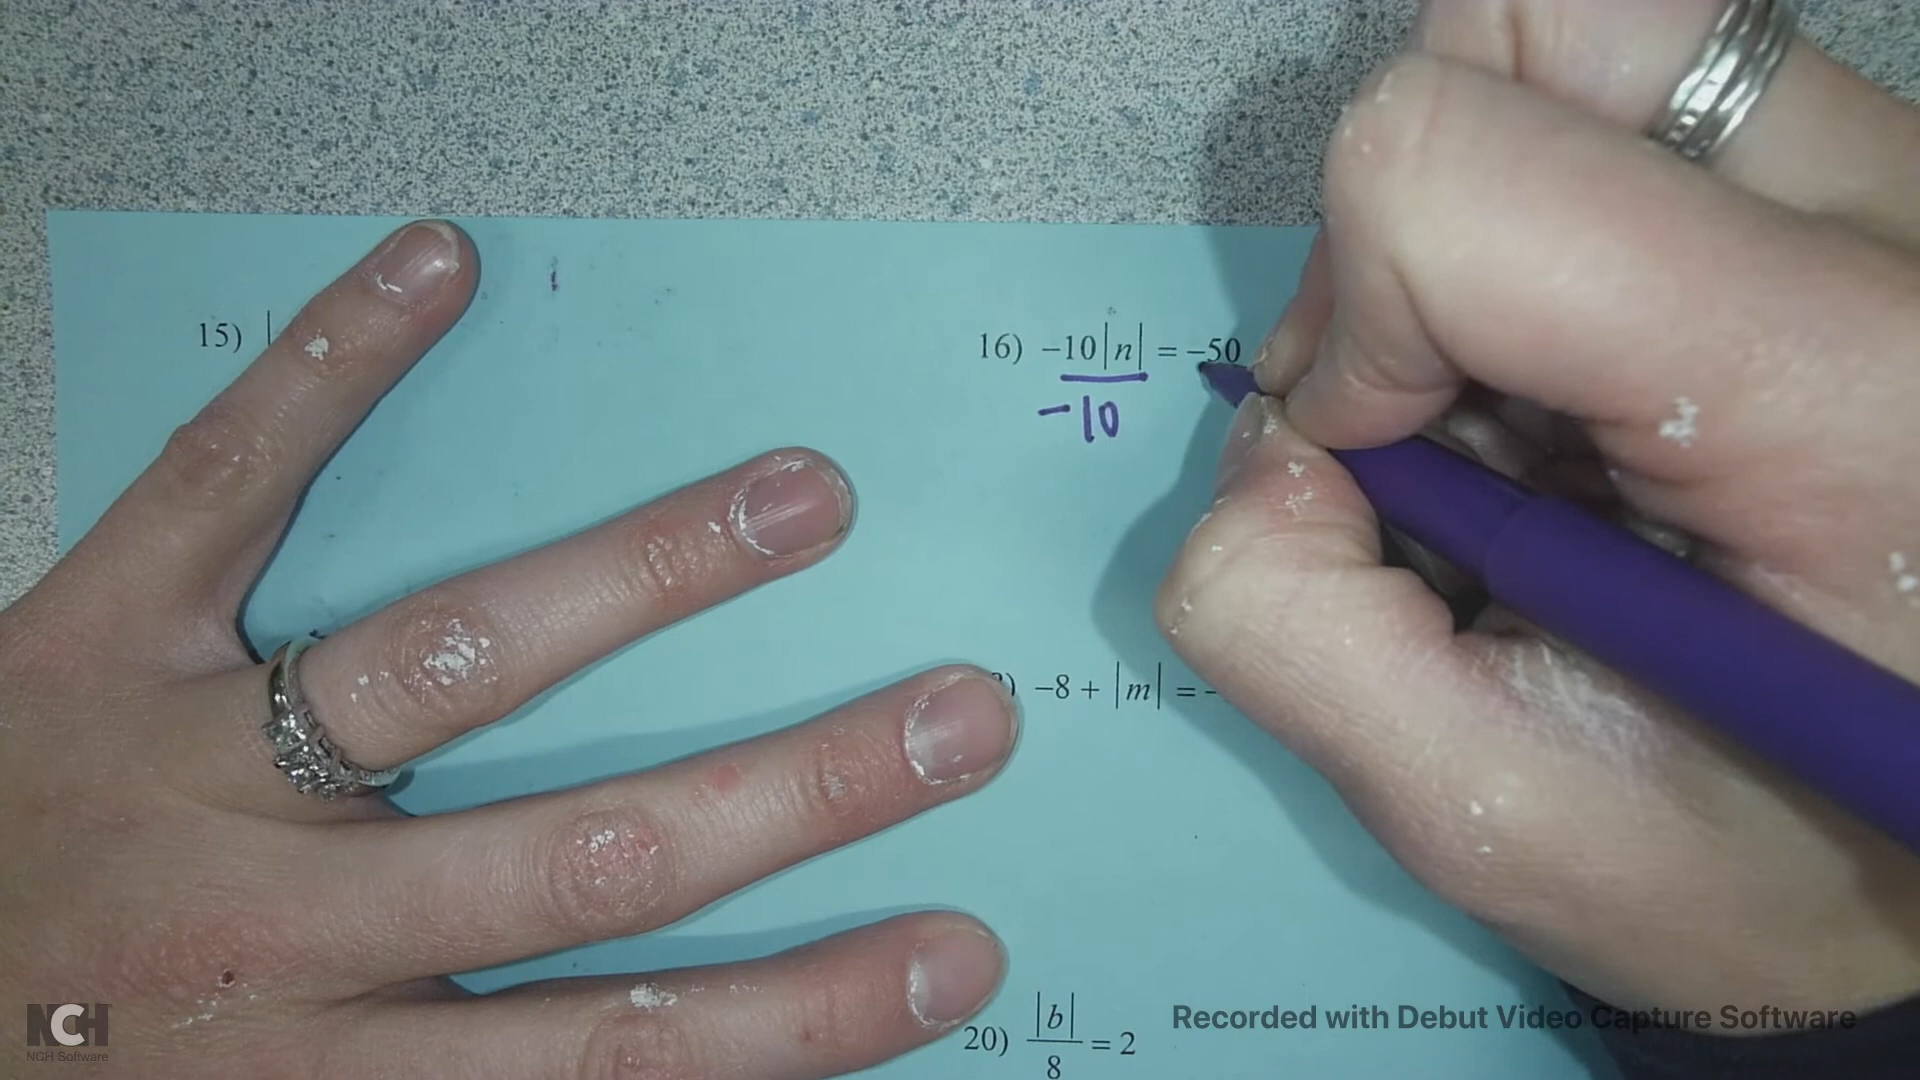 15) |
16) −10|n| = −50
-10
) −8 + |m| = −
20) |b|
= 2
8
Recorded with Debut Video Capture Software
NCH
NCH Software